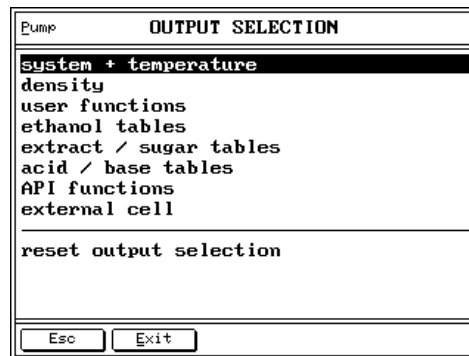 Pump OUTPUT SELECTION
system + temperature
density
user functions
ethanol tables
extract / sugar tables
acid / base tables
API functions
external cell
reset output selection
Esc Exit